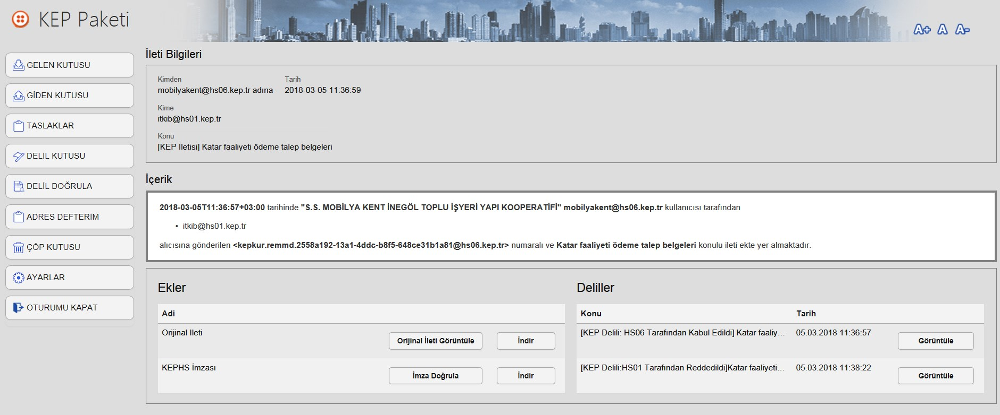 KEP Paketi
A+ A A-
GELEN KUTUSU
GİDEN KUTUSU
TASLAKLAR
DELİL KUTUSU
DELİL DOĞRULA
ADRES DEFTERİM
ÇÖP KUTUSU
AYARLAR
OTURUMU KAPAT
İleti Bilgileri
Kimden Tarih
mobilyakent@hs06.kep.tr adına 2018-03-05 11:36:59
Kime
itkib@hs01.kep.tr
Konu
[KEP İletisi] Katar faaliyeti ödeme talep belgeleri
İçerik
2018-03-05T11:36:57+03:00 tarihinde "S.S. MOBİLYA KENT İNEGÖL TOPLU İŞYERİ YAPI KOOPERATİFİ" mobilyakent@hs06.kep.tr kullanıcısı tarafından
• itkib@hs01.kep.tr
alıcısına gönderilen <kepkur.remmd.2558a192-13a1-4ddc-b8f5-648ce31b1a81@hs06.kep.tr> numaralı ve Katar faaliyeti ödeme talep belgeleri konulu ileti ekte yer almaktadır.
Ekler
Adi
Orijinal Ileti Orijinal İleti Görüntüle İndir
KEPHS İmzası İmza Doğrula İndir
Deliller
Konu Tarih
[KEP Delili: HS06 Tarafından Kabul Edildi] Katar faaliy... 05.03.2018 11:36:57 Görüntüle
[KEP Delili:HS01 Tarafından Reddedildi]Katar faaliyeti... 05.03.2018 11:38:22 Görüntüle